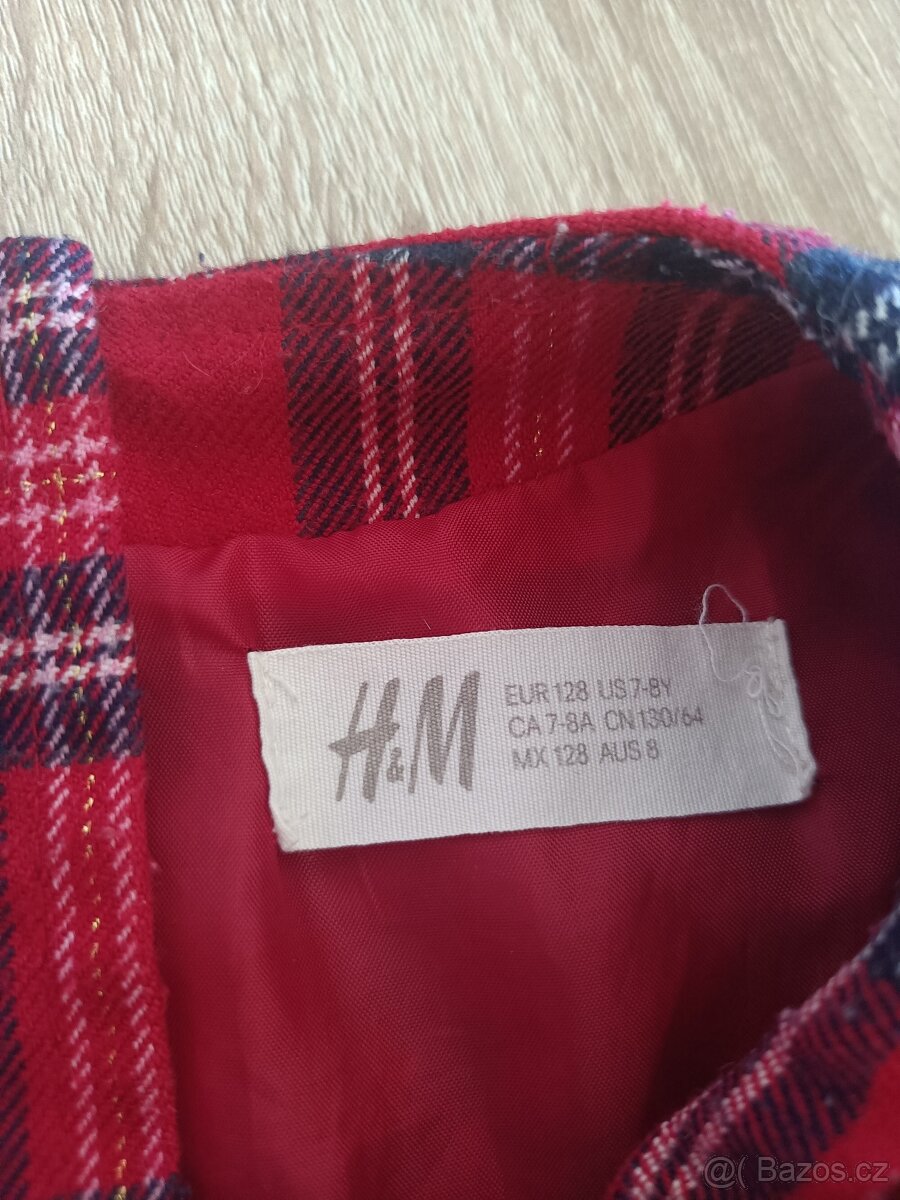 H&M
EUR 128 US 7-8Y
CA 7-8A CN 130/64
MX 128 AUS 8
@( Bazos.cz